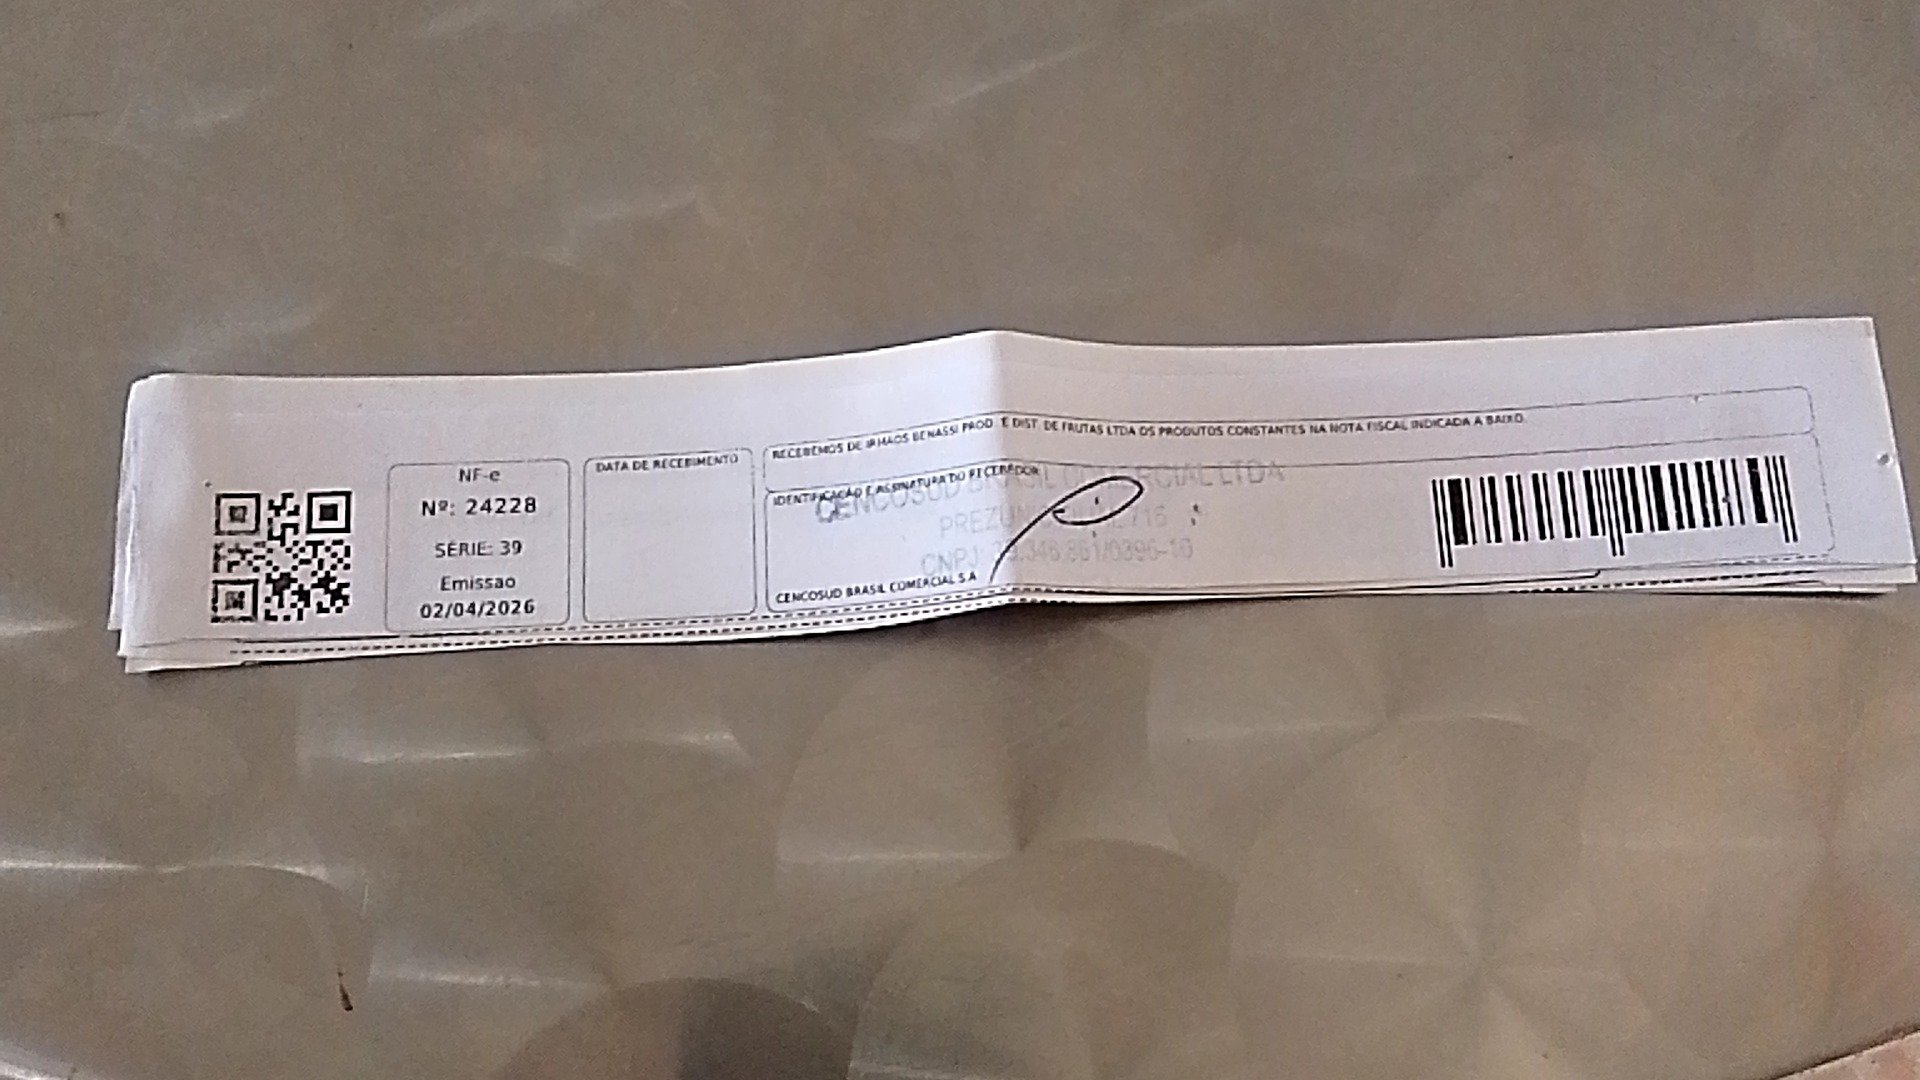 NF-e
Nº: 24228
SÉRIE: 39
Emissao
02/04/2026
DATA DE RECEBIMENTO
RECEBEMOS DE IRMAOS BENASSI PROD. E DIST. DE FRUTAS LTDA OS PRODUTOS CONSTANTES NA NOTA FISCAL INDICADA A BAIXO.
IDENTIFICAÇÃO E ASSINATURA DO RECEBEDOR
CENCOSUD BRASIL COMERCIAL LTDA
CNPJ:
CENCOSUD BRASIL COMERCIAL S.A